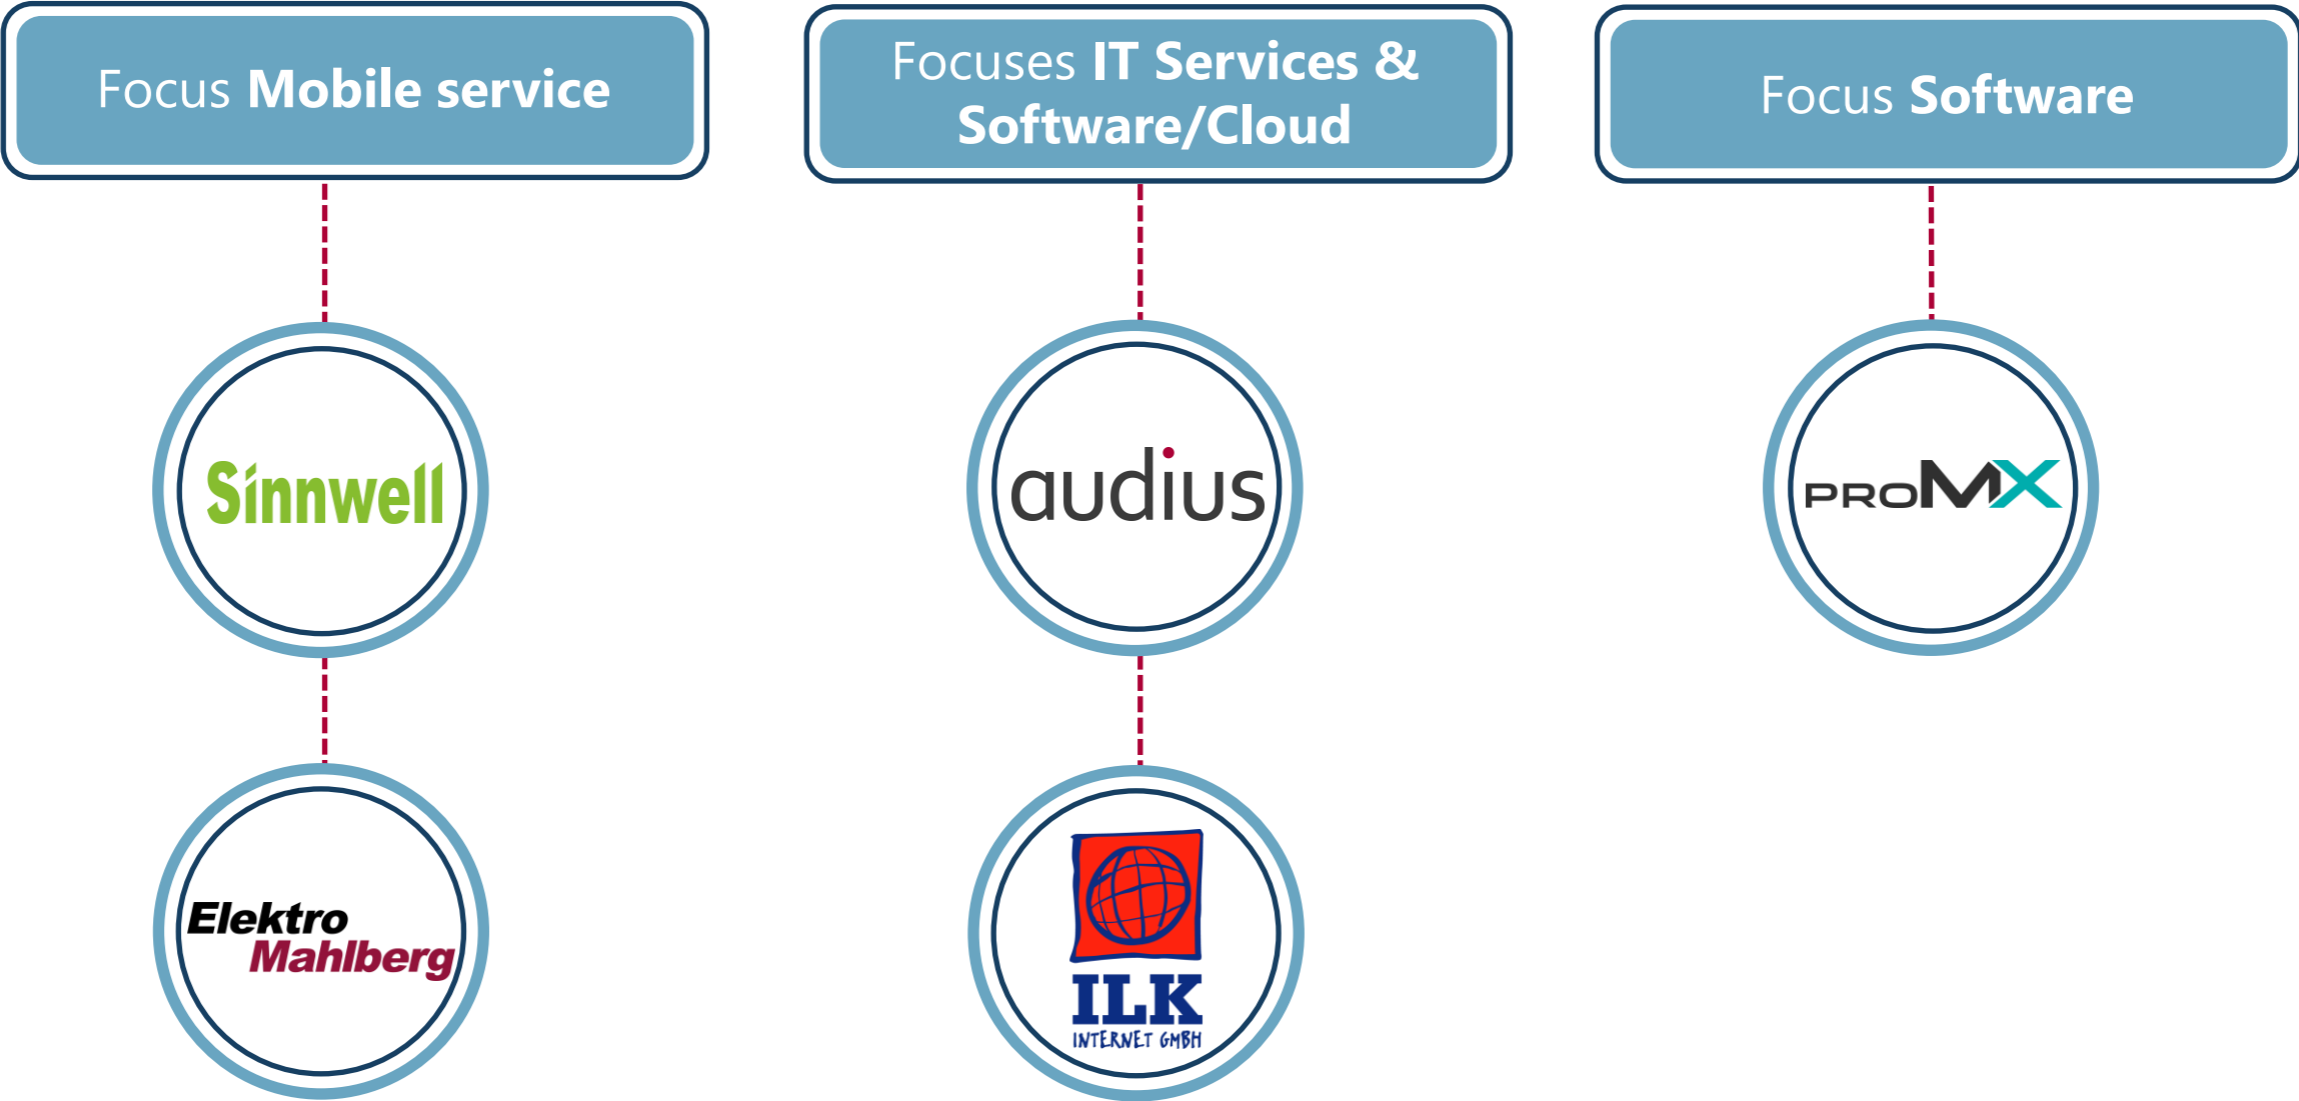 Focus Mobile service
Focuses IT Services &
Software/Cloud
Focus Software
Sinnwell
audius
PROMX
Elektro
Mahlberg
ILK
INTERNET GMBH